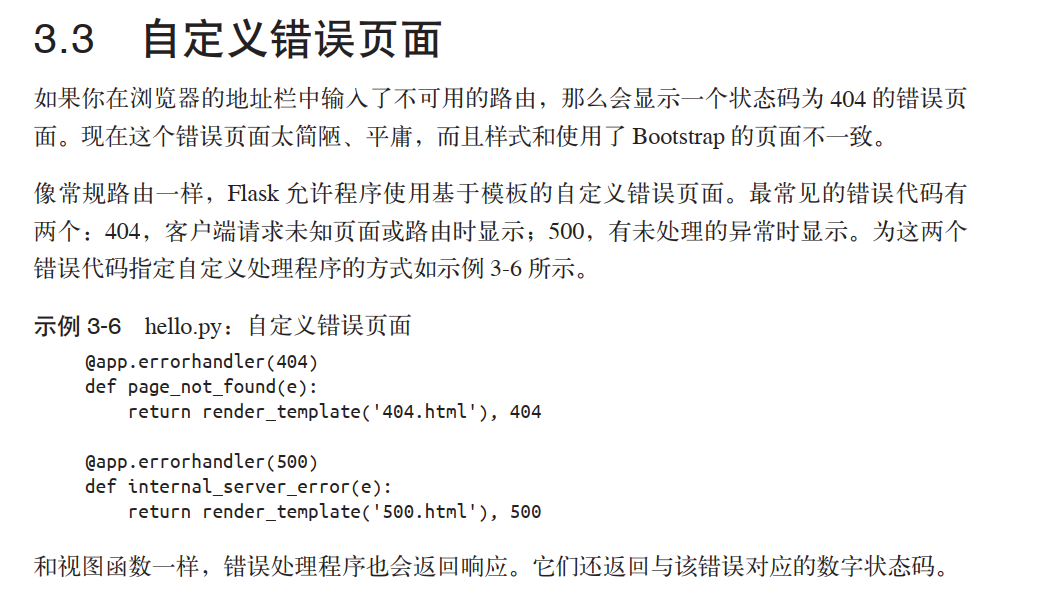 3.3 自定义错误页面
如果你在浏览器的地址栏中输入了不可用的路由，那么会显示一个状态码为 404 的错误页
面。现在这个错误页面太简陋、平庸，而且样式和使用了 Bootstrap 的页面不一致。
像常规路由一样，Flask 允许程序使用基于模板的自定义错误页面。最常见的错误代码有
两个：404，客户端请求未知页面或路由时显示；500，有未处理的异常时显示。为这两个
错误代码指定自定义处理程序的方式如示例 3-6 所示。
示例 3-6 hello.py：自定义错误页面
@app.errorhandler(404)
def page_not_found(e):
    return render_template('404.html'), 404
@app.errorhandler(500)
def internal_server_error(e):
    return render_template('500.html'), 500
和视图函数一样，错误处理程序也会返回响应。它们还返回与该错误对应的数字状态码。